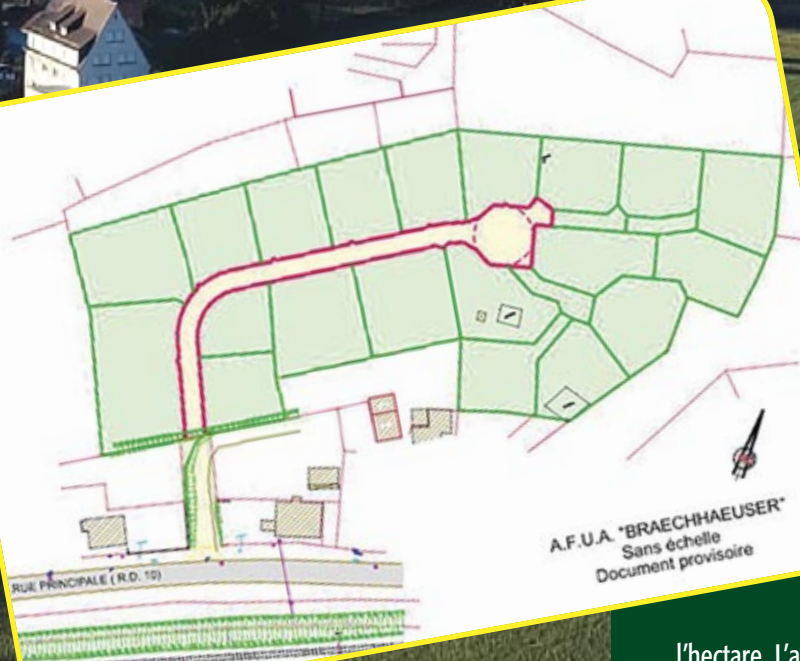 A.F.U.A. "BRAECHHAEUSER"
Sans échelle
Document provisoire
RUE PRINCIPALE ( R.D. 10)
l'hectare. L'a